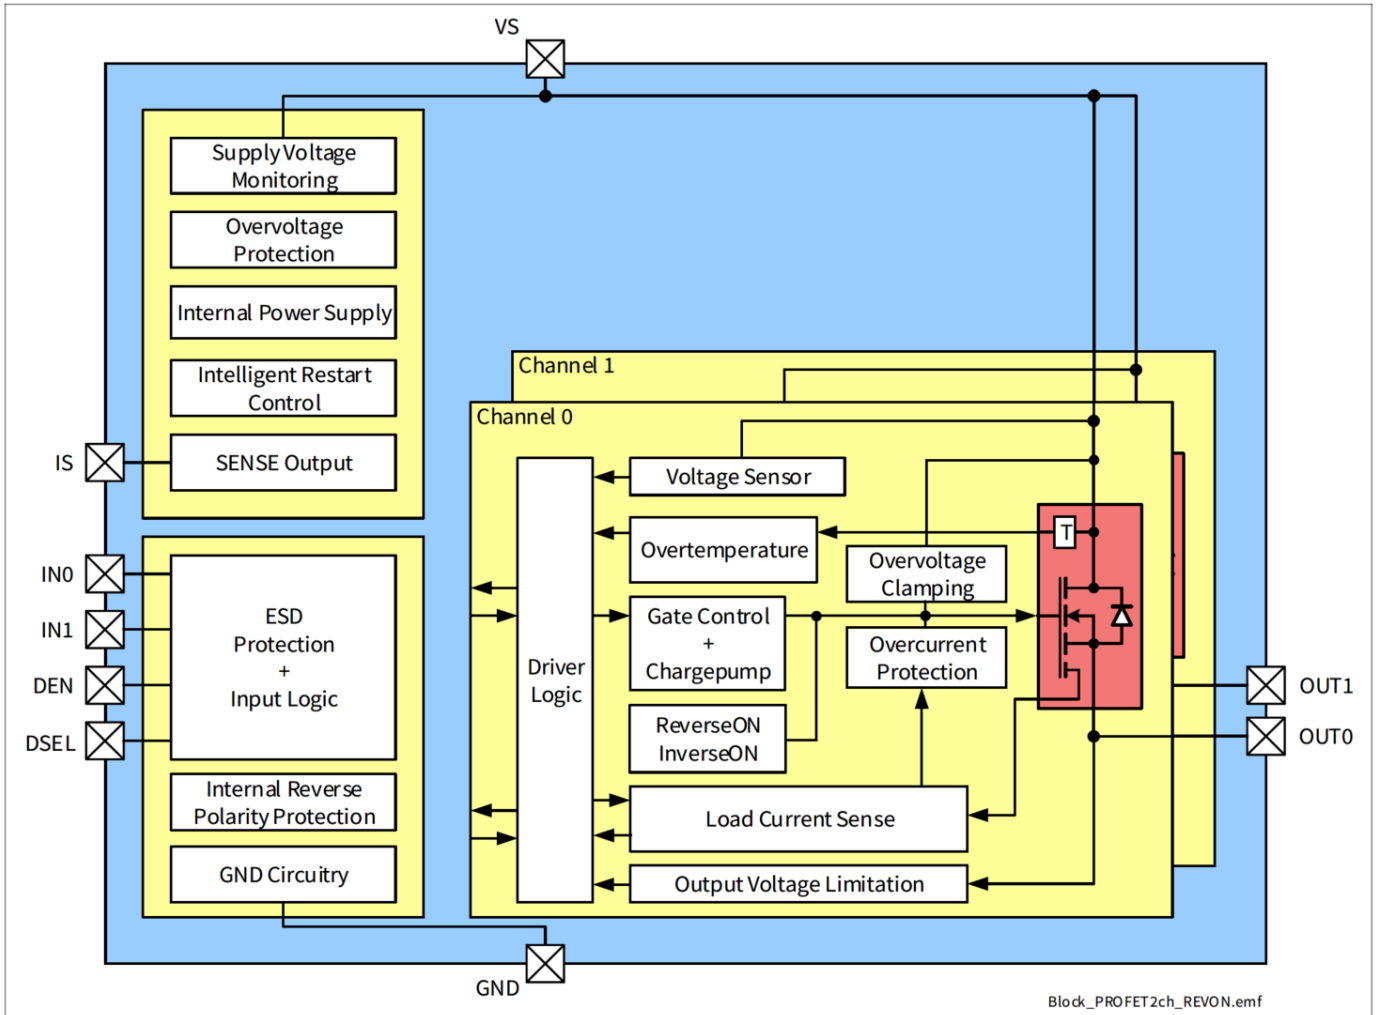 VS
Supply Voltage
Monitoring
Overvoltage
Protection
Internal Power Supply
Intelligent Restart
Control
IS
SENSE Output
IN0
IN1
DEN
DSEL
ESD
Protection
+
Input Logic
Internal Reverse
Polarity Protection
GND Circuitry
GND
Channel 1
Channel 0
Driver
Logic
Voltage Sensor
Overtemperature
T
Overvoltage
Clamping
Gate Control
+
Chargepump
Overcurrent
Protection
ReverseON
InverseON
Load Current Sense
Output Voltage Limitation
OUT1
OUT0
Block_PROFET2ch_REVON.emf